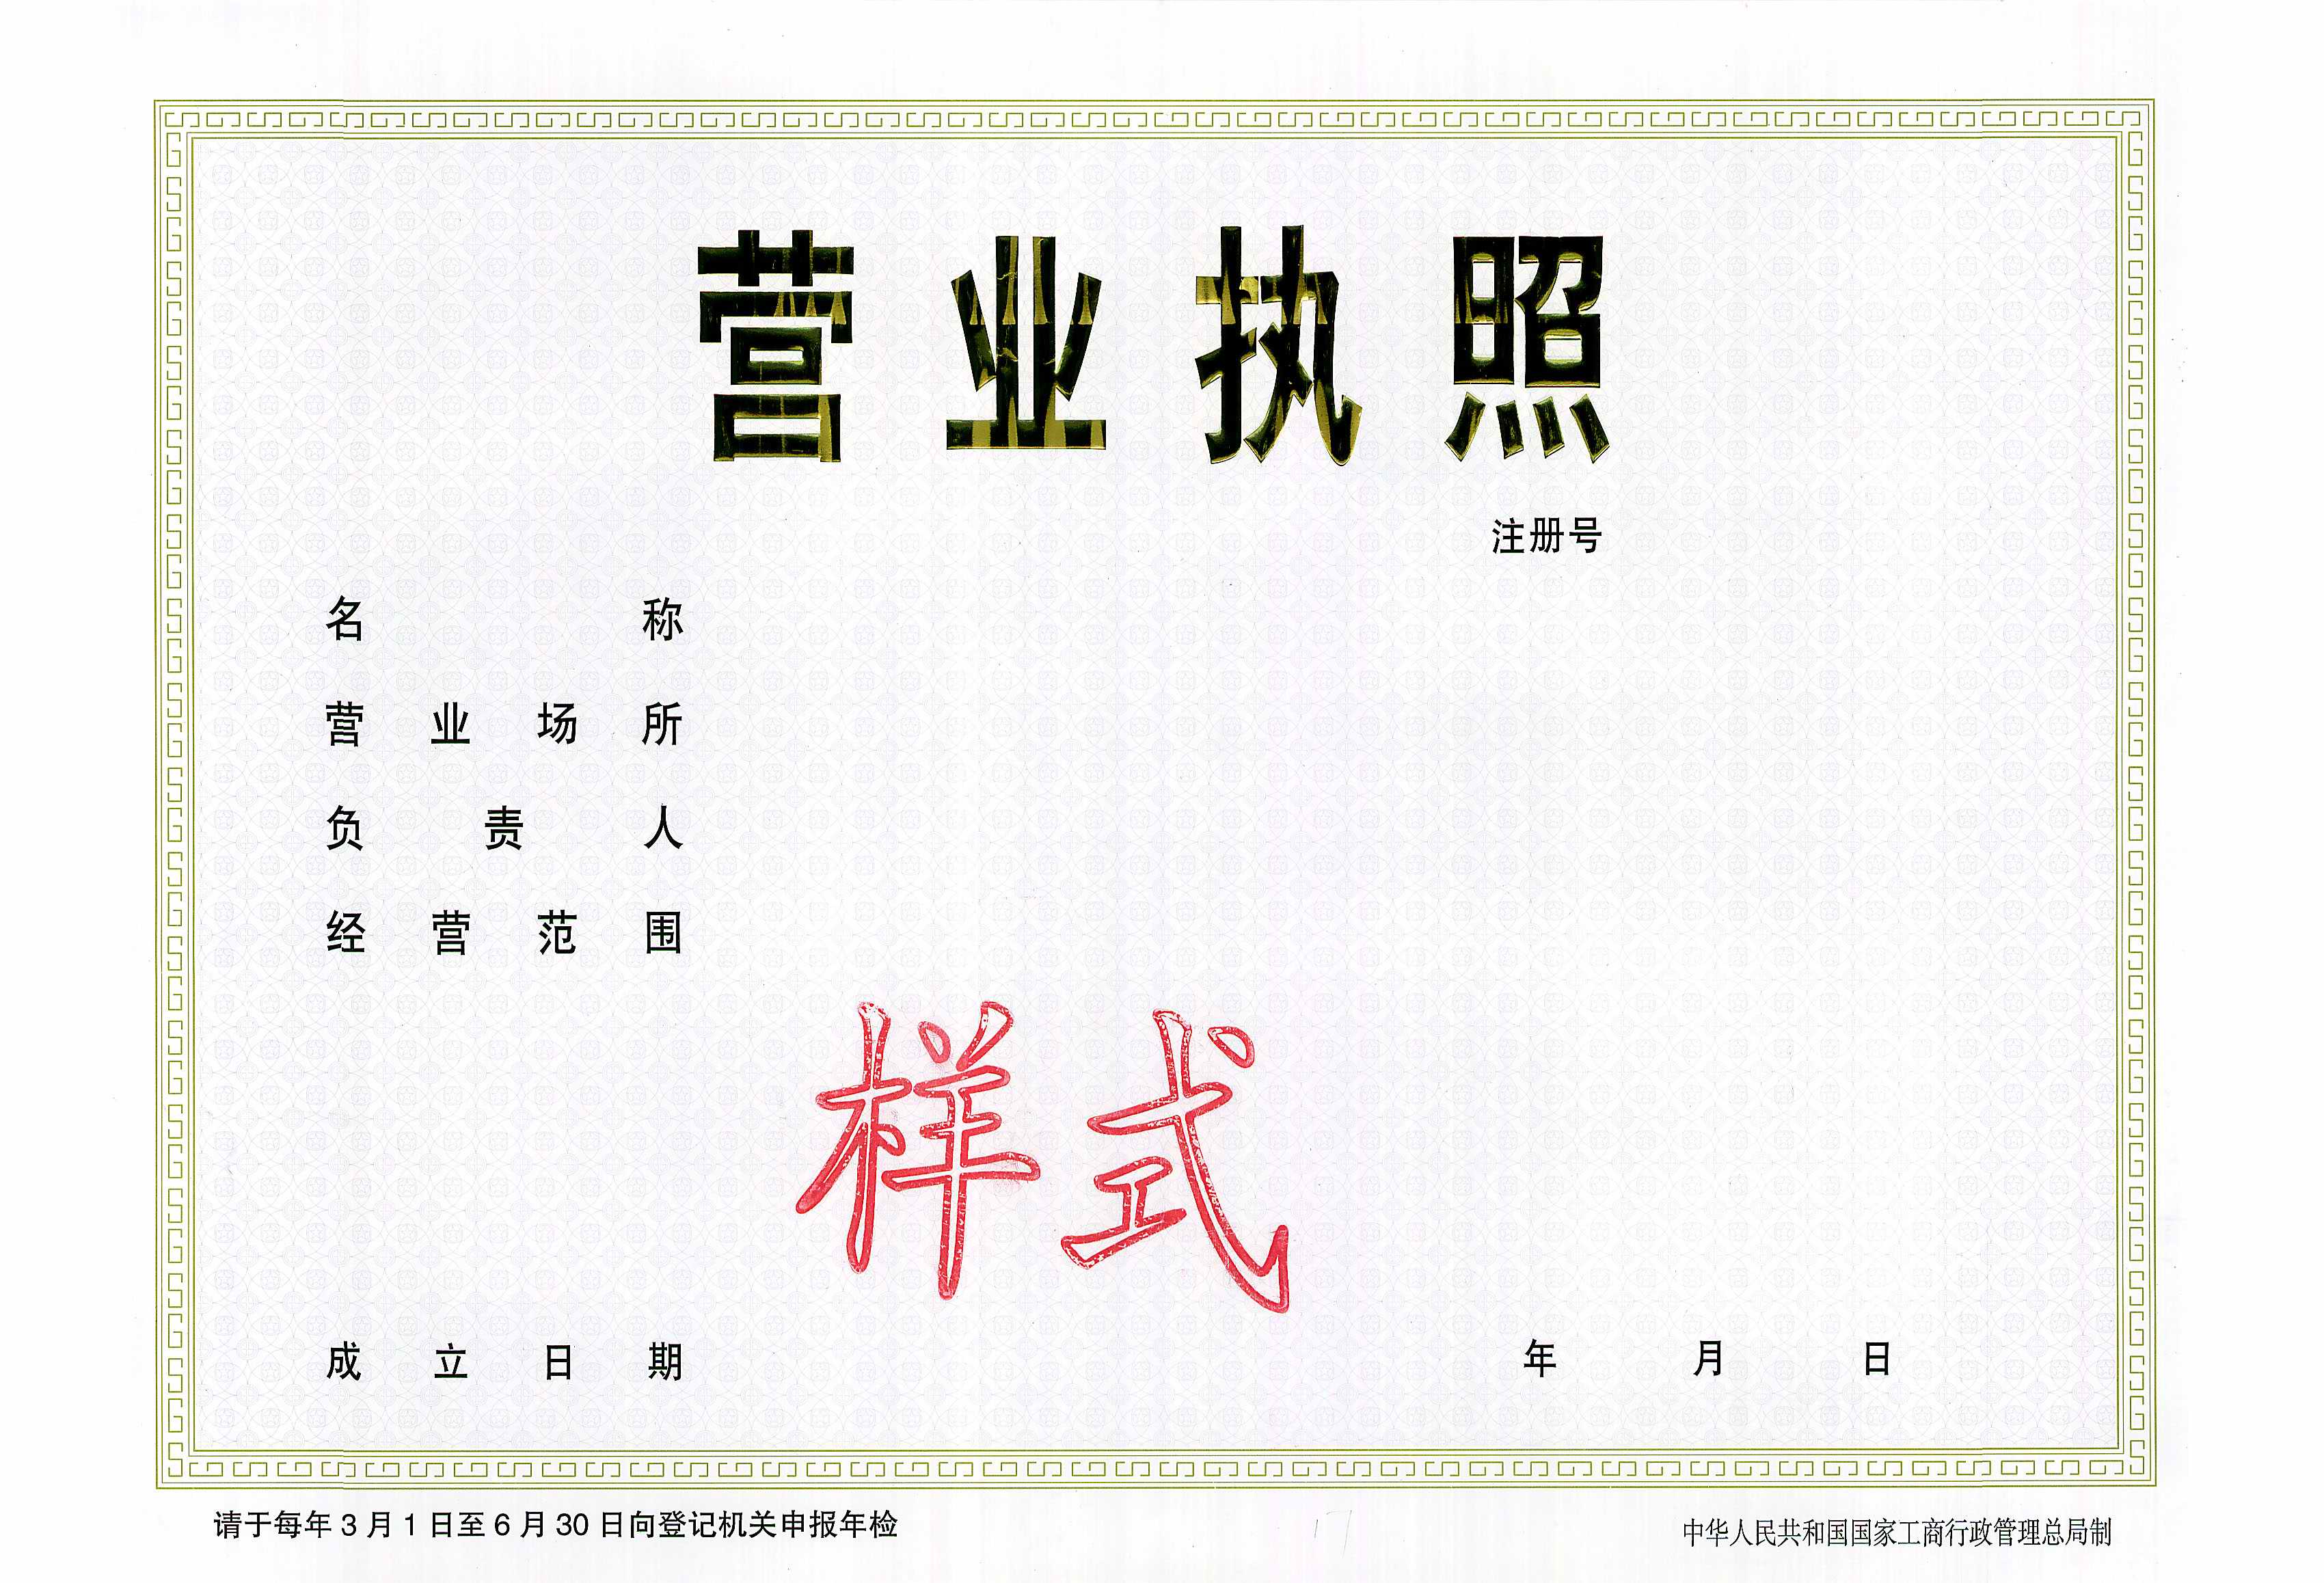 营业执照
注册号
名称
营业场所
负责人
经营范围
样式
成立日期 年 月 日
请于每年3月1日至6月30日向登记机关申报年检
17
中华人民共和国国家工商行政管理总局制